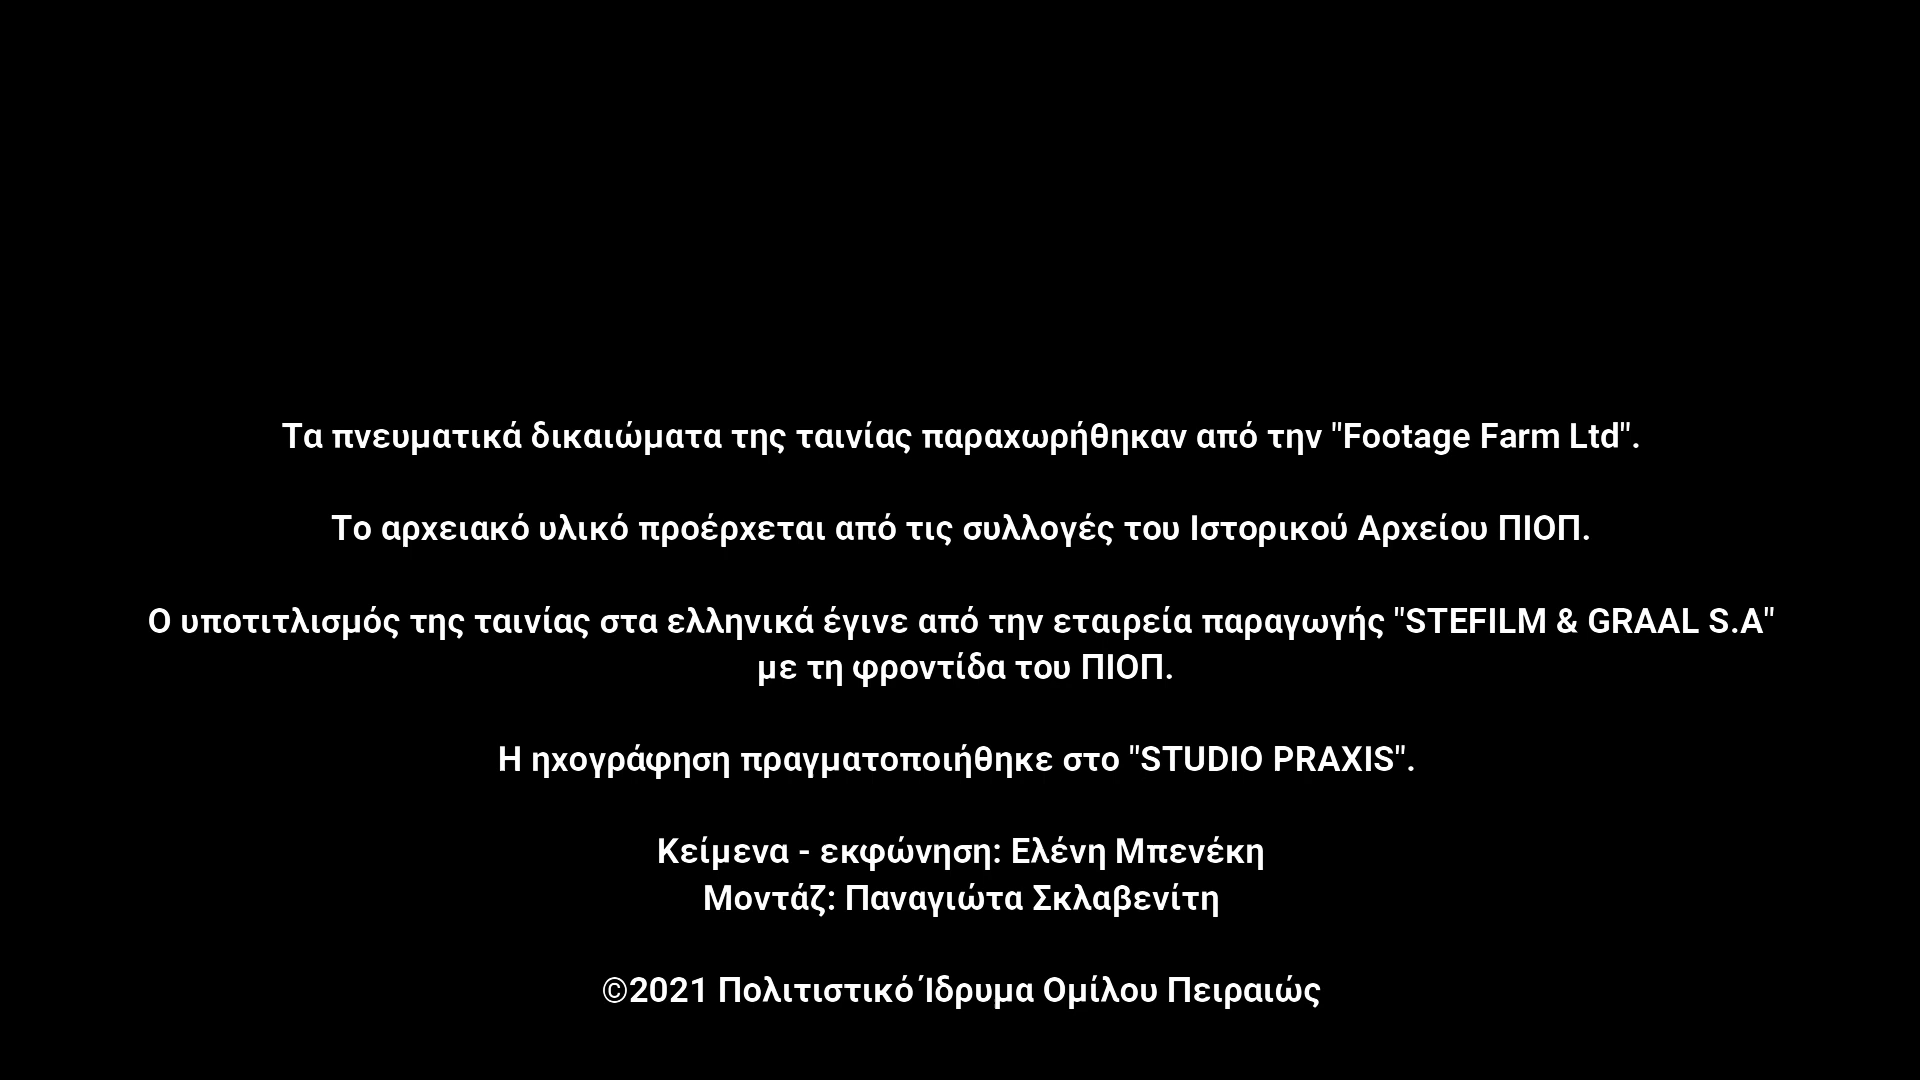 Τα πνευματικά δικαιώματα της ταινίας παραχωρήθηκαν από την "Footage Farm Ltd".
Το αρχειακό υλικό προέρχεται από τις συλλογές του Ιστορικού Αρχείου ΠΙΟΠ.
Ο υποτιτλισμός της ταινίας στα ελληνικά έγινε από την εταιρεία παραγωγής "STEFILM & GRAAL S.A"
με τη φροντίδα του ΠΙΟΠ.
Η ηχογράφηση πραγματοποιήθηκε στο "STUDIO PRAXIS".
Κείμενα - εκφώνηση: Ελένη Μπενέκη
Μοντάζ: Παναγιώτα Σκλαβενίτη
©2021 Πολιτιστικό Ίδρυμα Ομίλου Πειραιώς